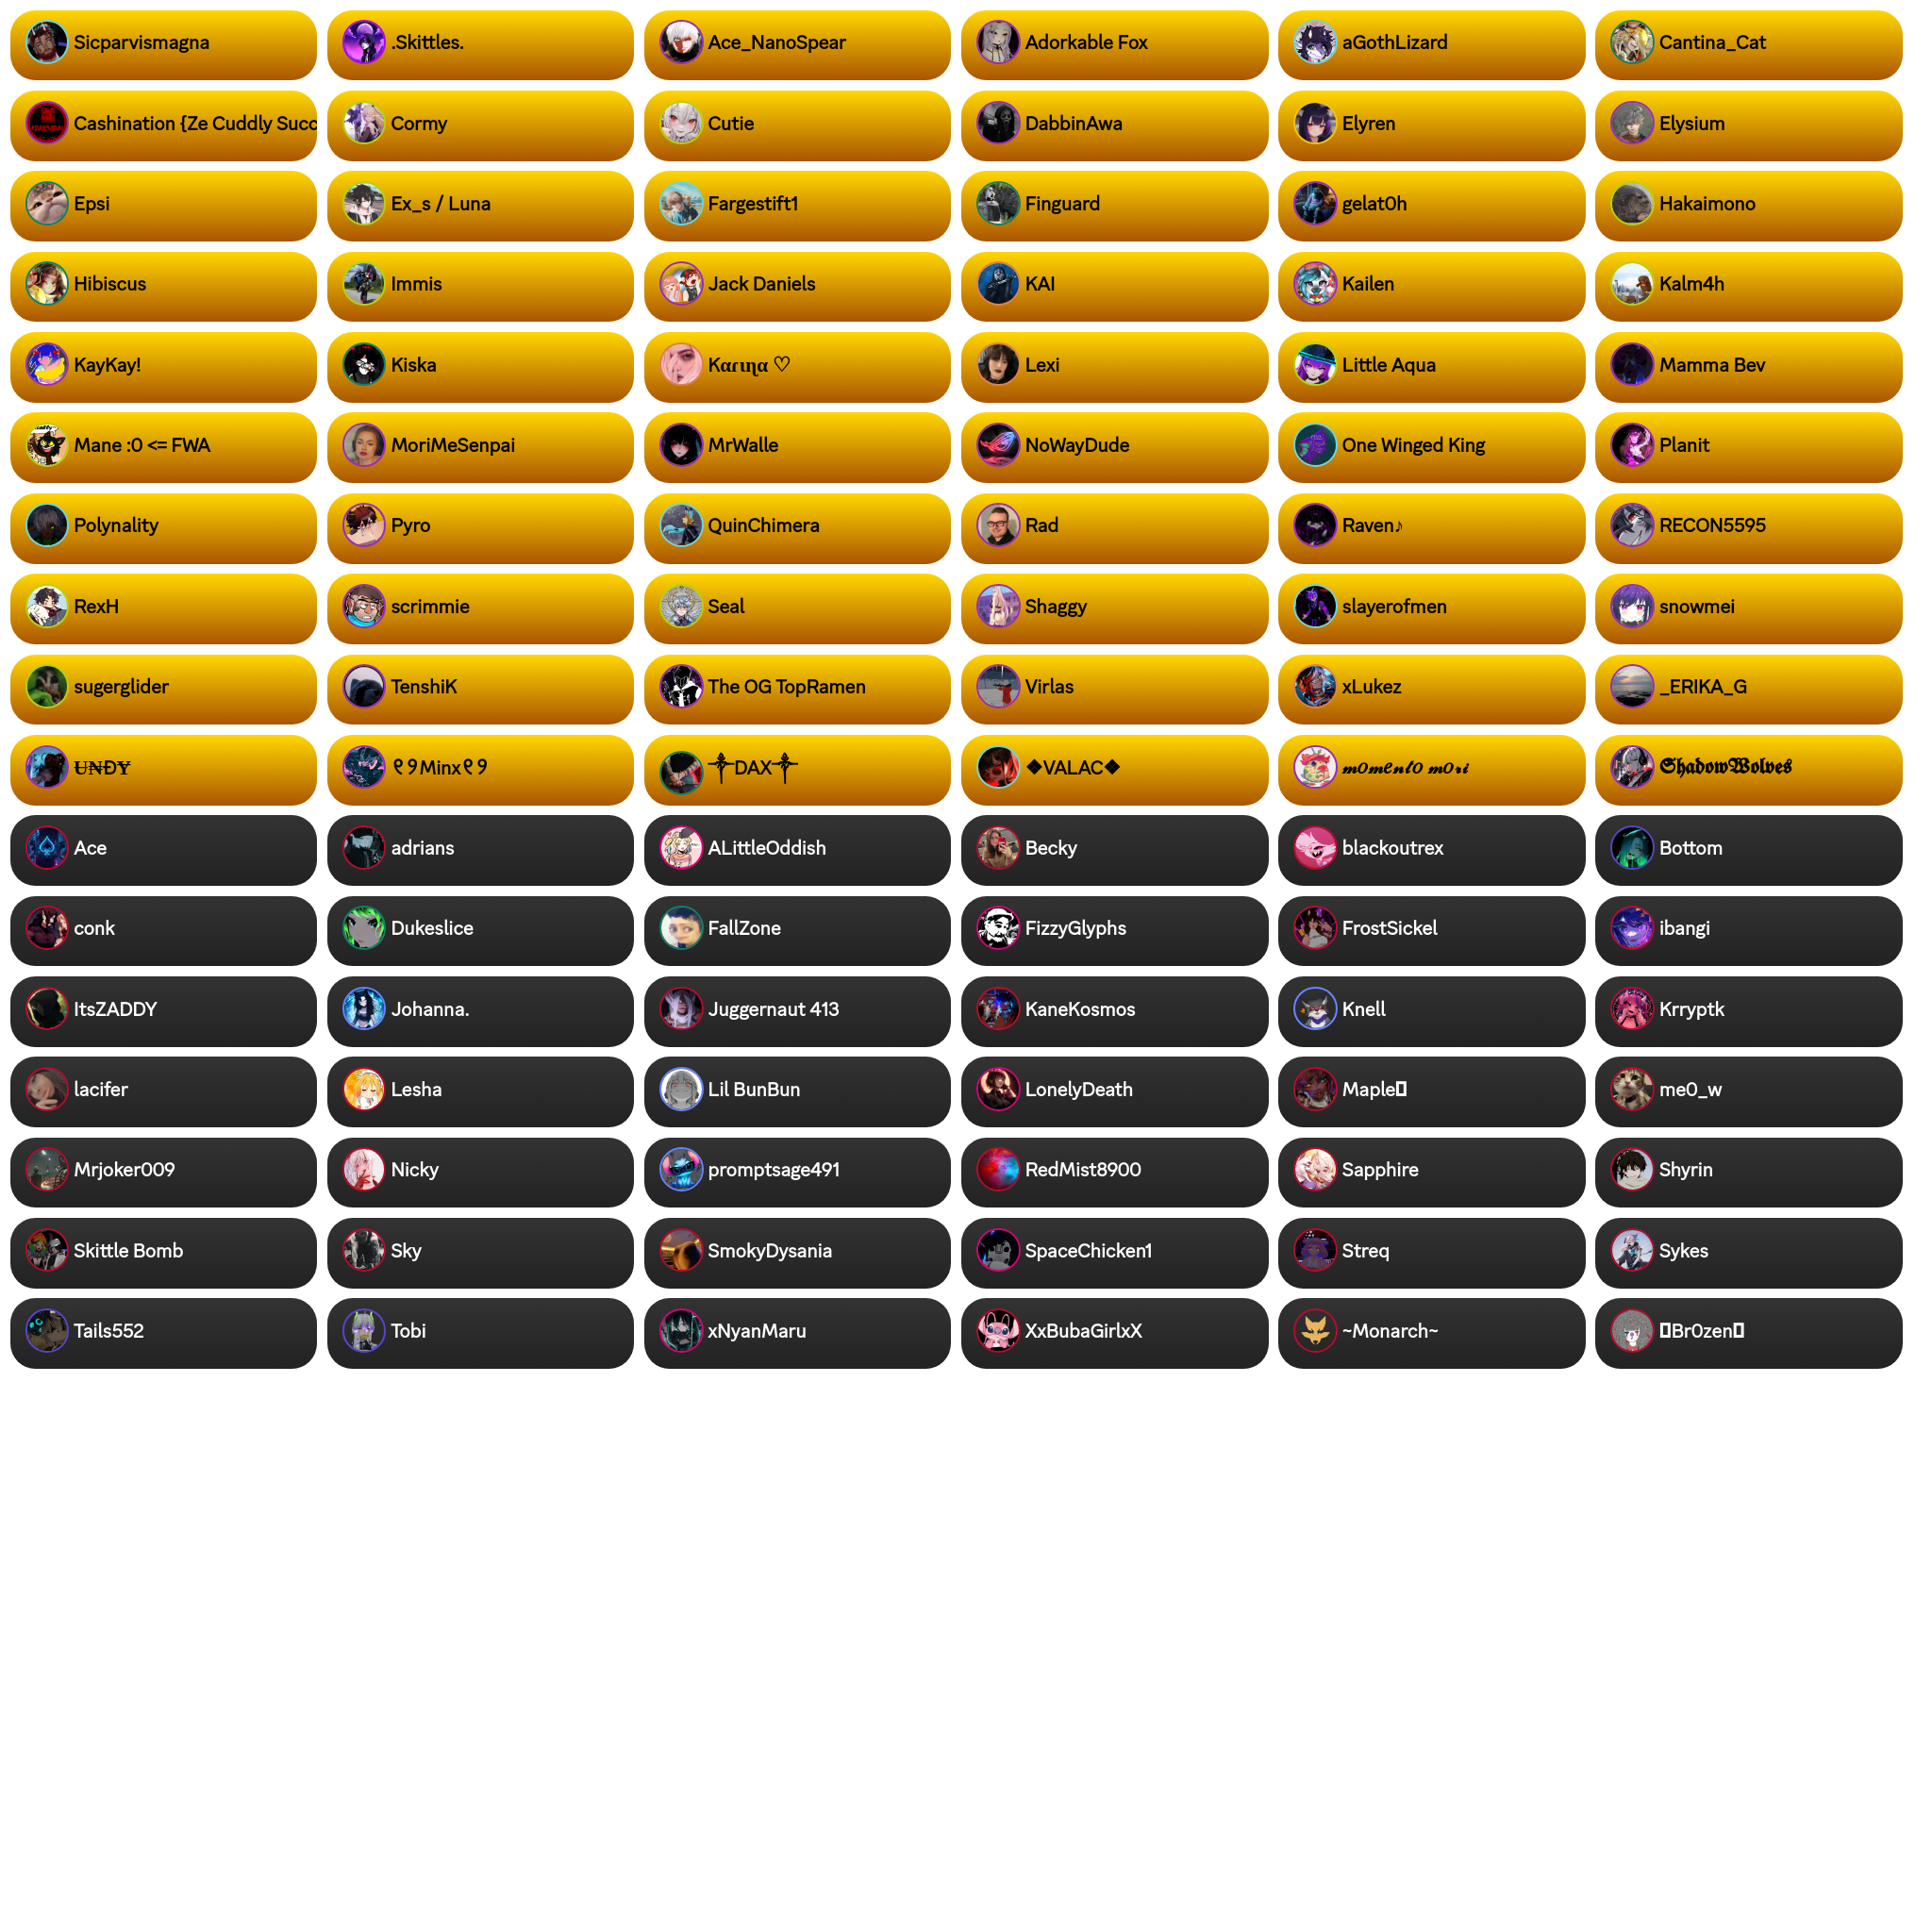 Sicparvismagna
.Skittles.
Ace_NanoSpear
Adorkable Fox
aGothLizard
Cantina_Cat
Cashination {Ze Cuddly Succ
Cormy
Cutie
DabbinAwa
Elyren
Elysium
Epsi
Ex_s / Luna
Fargestift1
Finguard
gelat0h
Hakaimono
Hibiscus
Immis
Jack Daniels
KAI
Kailen
Kalm4h
KayKay!
Kiska
Kαɾιɳα ♡
Lexi
Little Aqua
Mamma Bev
Mane :0 <= FWA
MoriMeSenpai
MrWalle
NoWayDude
One Winged King
Planit
Polynality
Pyro
QuinChimera
Rad
Raven♪
RECON5595
RexH
scrimmie
Seal
Shaggy
slayerofmen
snowmei
sugerglider
TenshiK
The OG TopRamen
Virlas
xLukez
_ERIKA_G
Ʉ₦ĐɎ
୧୨Minx୧୨
༒DAX༒
❖VALAC❖
𝓶𝓸𝓶𝓮𝓷𝓽𝓸 𝓶𝓸𝓻𝓲
𝕾𝖍𝖆𝖉𝖔𝖜𝖂𝖔𝖑𝖛𝖊𝖘
Ace
adrians
ALittleOddish
Becky
blackoutrex
Bottom
conk
Dukeslice
FallZone
FizzyGlyphs
FrostSickel
ibangi
ItsZADDY
Johanna.
Juggernaut 413
KaneKosmos
Knell
Krryptk
lacifer
Lesha
Lil BunBun
LonelyDeath
Maple
me0_w
Mrjoker009
Nicky
promptsage491
RedMist8900
Sapphire
Shyrin
Skittle Bomb
Sky
SmokyDysania
SpaceChicken1
Streq
Sykes
Tails552
Tobi
xNyanMaru
XxBubaGirlxX
~Monarch~
Br0zen